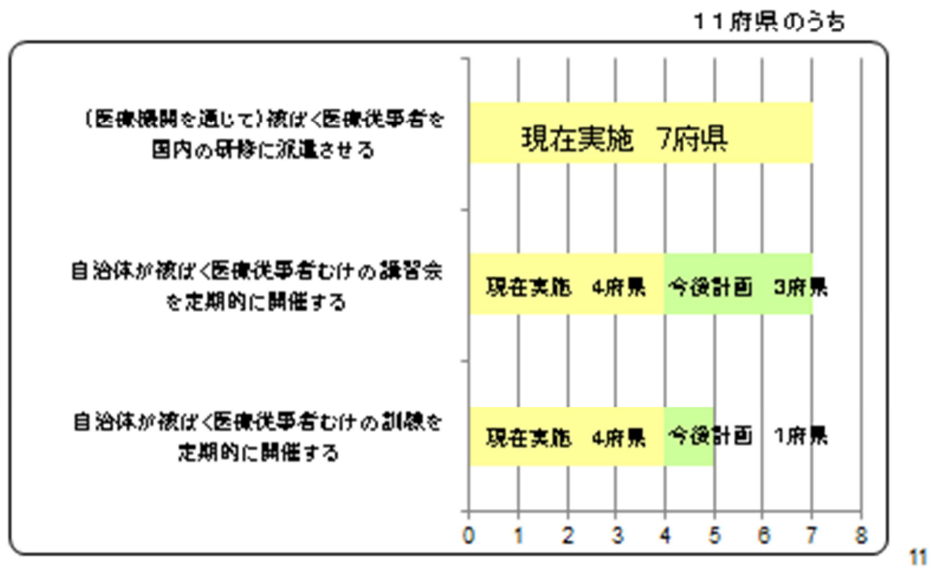 11府県のうち
(医療機関を通じて)被ばく医療従事者を
国内の研修に派遣させる
現在実施 7府県
自治体が被ばく医療従事者むけの講習会
を定期的に開催する
現在実施 4府県 今後計画 3府県
自治体が被ばく医療従事者むけの訓練を
定期的に開催する
現在実施 4府県 今後計画 1府県
0 1 2 3 4 5 6 7 8
11